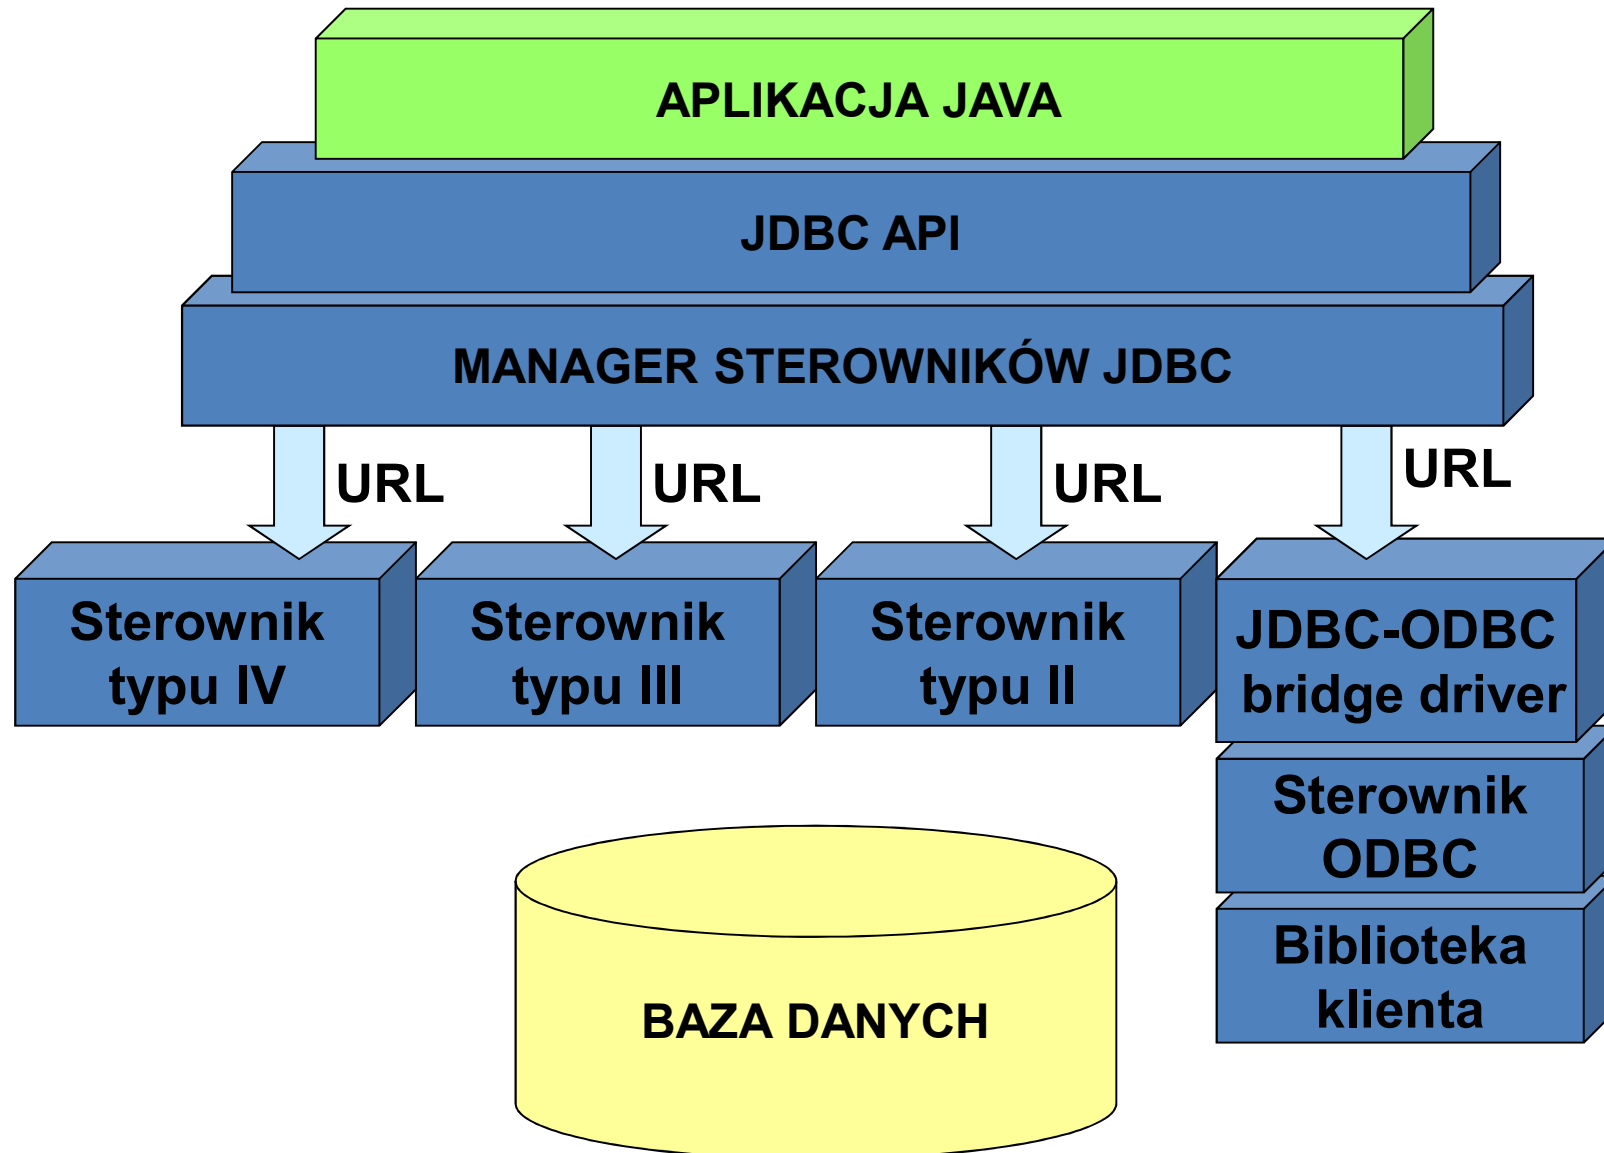 APLIKACJA JAVA
JDBC API
MANAGER STEROWNIKÓW JDBC
URL
URL
URL
URL
Sterownik
typu IV
Sterownik
typu III
Sterownik
typu II
JDBC-ODBC
bridge driver
Sterownik
ODBC
Biblioteka
klienta
BAZA DANYCH